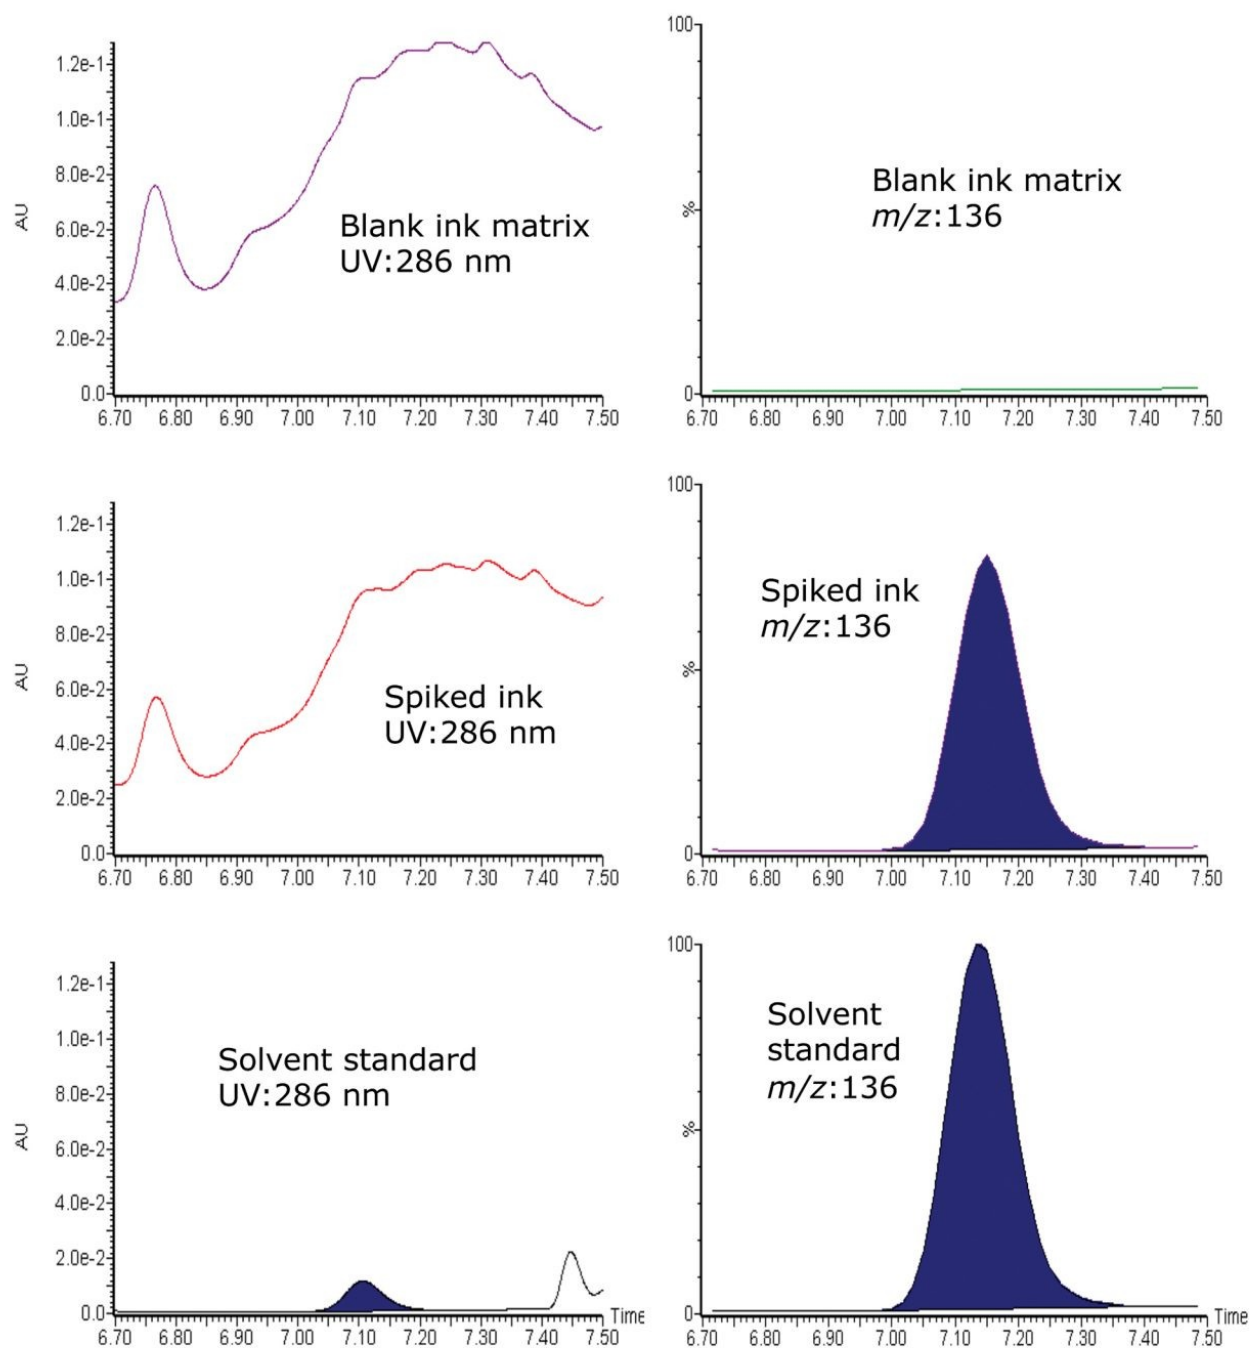 1.2e-1
1.0e-1
8.0e-2
6.0e-2
4.0e-2
2.0e-2
0.0
AU
6.70 6.80 6.90 7.00 7.10 7.20 7.30 7.40 7.50
Blank ink matrix
UV:286 nm
100
%
0
6.70 6.80 6.90 7.00 7.10 7.20 7.30 7.40 7.50
Blank ink matrix
m/z:136
1.2e-1
1.0e-1
8.0e-2
6.0e-2
4.0e-2
2.0e-2
0.0
AU
6.70 6.80 6.90 7.00 7.10 7.20 7.30 7.40 7.50
Spiked ink
UV:286 nm
100
%
0
6.70 6.80 6.90 7.00 7.10 7.20 7.30 7.40 7.50
Spiked ink
m/z:136
1.2e-1
1.0e-1
8.0e-2
6.0e-2
4.0e-2
2.0e-2
0.0
AU
Time
6.70 6.80 6.90 7.00 7.10 7.20 7.30 7.40 7.50
Solvent standard
UV:286 nm
100
%
0
Time
6.70 6.80 6.90 7.00 7.10 7.20 7.30 7.40 7.50
Solvent
standard
m/z:136